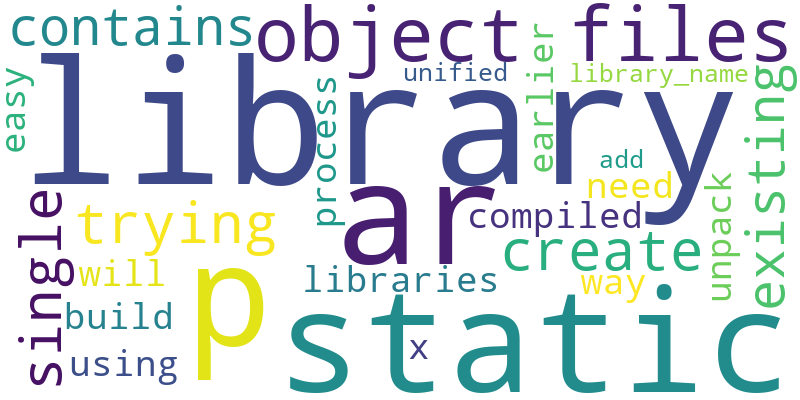 contains
object files
library
easy
unified
library_name
process
earlier
existing
add
need
ar
single
trying
compiled
unpack
create
p
will
libraries
way
build
static
using
x